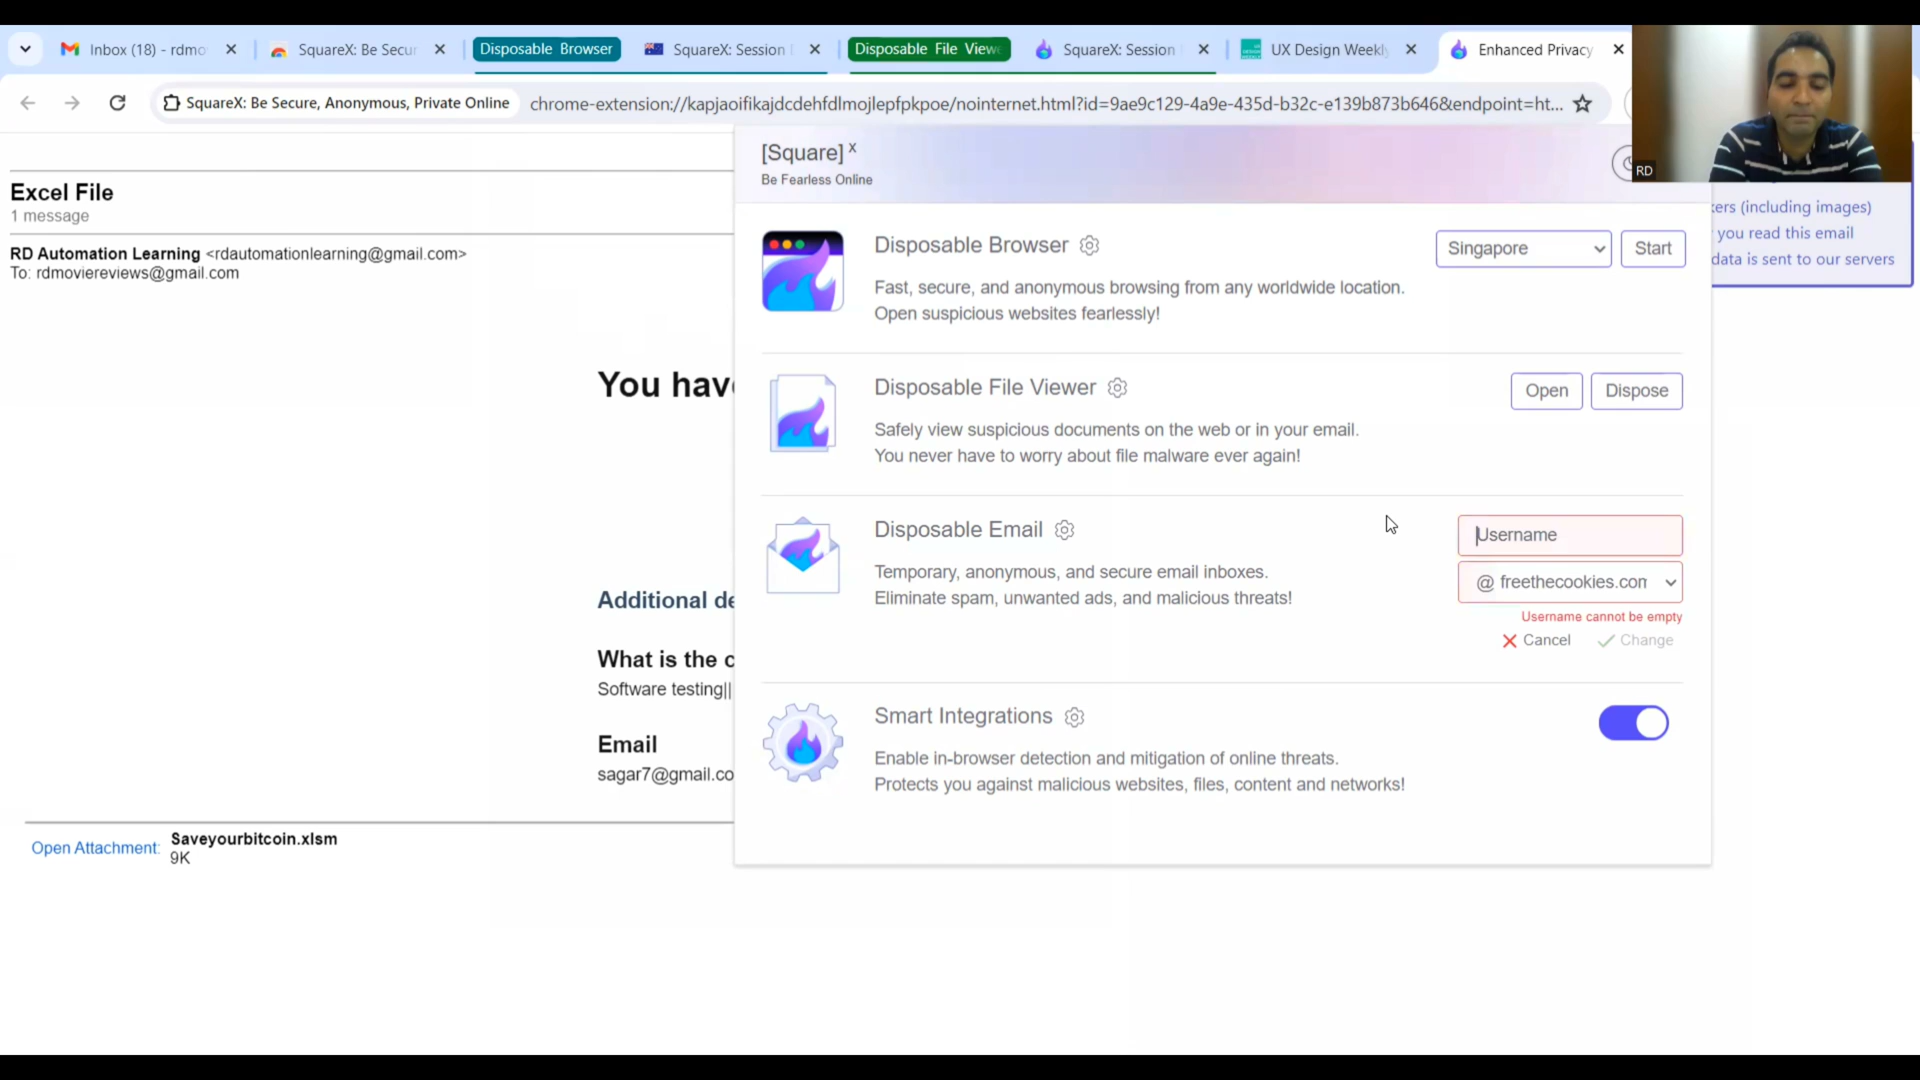 Inbox (18) - rdmo
SquareX: Be Secur
Disposable Browser
SquareX: Session
Disposable File View
SquareX: Session
UX Design Weekly
Enhanced Privacy
SquareX: Be Secure, Anonymous, Private Online
chrome-extension://kapjaoifikajdcdehfdlmojlepfpkpoe/nointernet.html?id=9ae9c129-4a9e-435d-b32c-e139b873b646&endpoint=ht...
RD
Excel File
1 message
RD Automation Learning <rdautomationlearning@gmail.com>
To: rdmoviereviews@gmail.com
You hav
Additional de
What is the c
Software testing||
Email
sagar7@gmail.co
Open Attachment:
Saveyourbitcoin.xlsm
9K
[Square] X
Be Fearless Online
Disposable Browser
Singapore
Start
Fast, secure, and anonymous browsing from any worldwide location.
Open suspicious websites fearlessly!
Disposable File Viewer
Open
Dispose
Safely view suspicious documents on the web or in your email.
You never have to worry about file malware ever again!
Disposable Email
Username
Temporary, anonymous, and secure email inboxes.
Eliminate spam, unwanted ads, and malicious threats!
@ freethecookies.com
Username cannot be empty
Cancel
Change
Smart Integrations
Enable in-browser detection and mitigation of online threats.
Protects you against malicious websites, files, content and networks!
kers (including images)
you read this email
data is sent to our servers